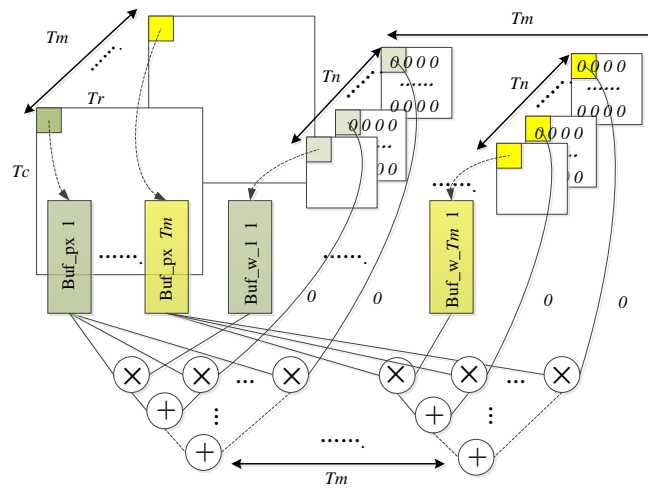 Tm
Tm
Tn
0 0 0 0
.......
0 0 0 0
Tn
0 0 0 0
.......
0 0 0 0
Tr
0 0 0 0
...
0 0
0 0 0 0
...
0 0
Tc
Buf_px 1
.......
Buf_px Tm
Buf_w_1 1
.......
Buf_w_Tm 1
0
0
0
0
× × ... ×
× × ... ×
+
+
+
+
.......
Tm